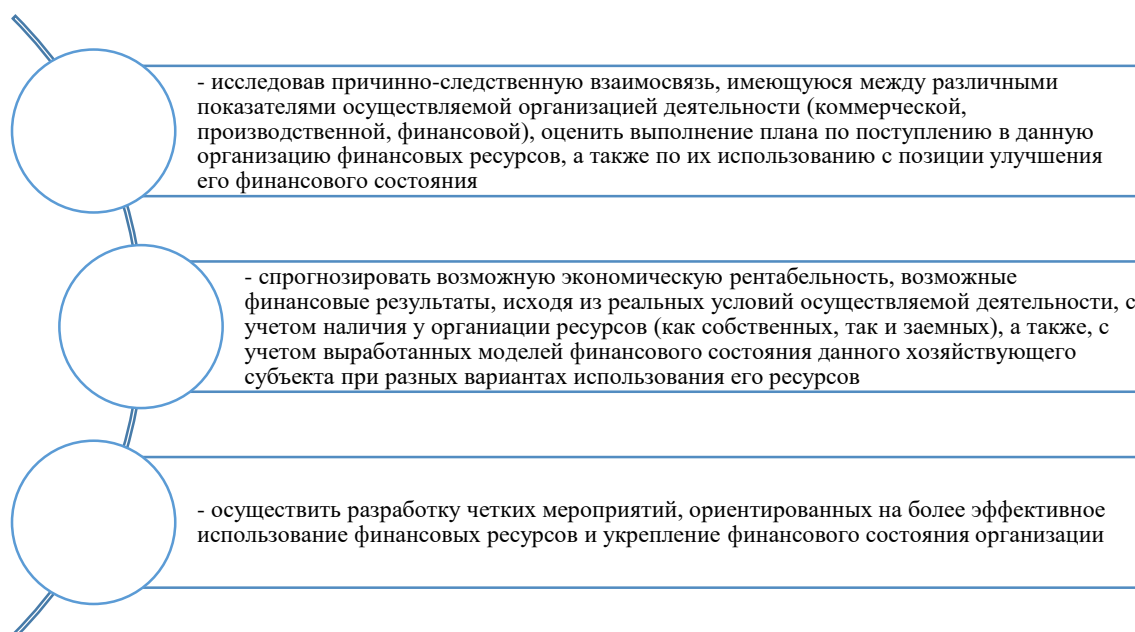 - исследовав причинно-следственную взаимосвязь, имеющуюся между различными
показателями осуществляемой организацией деятельности (коммерческой,
производственной, финансовой), оценить выполнение плана по поступлению в данную
организацию финансовых ресурсов, а также по их использованию с позиции улучшения
его финансового состояния
- спрогнозировать возможную экономическую рентабельность, возможные
финансовые результаты, исходя из реальных условий осуществляемой деятельности, с
учетом наличия у органиации ресурсов (как собственных, так и заемных), а также, с
учетом выработанных моделей финансового состояния данного хозяйствующего
субъекта при разных вариантах использования его ресурсов
- осуществить разработку четких мероприятий, ориентированных на более эффективное
использование финансовых ресурсов и укрепление финансового состояния организации